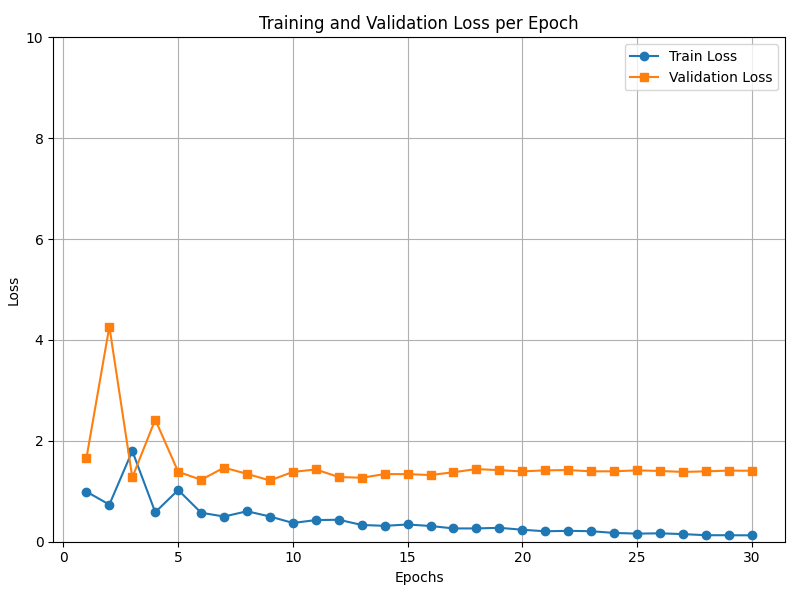 Training and Validation Loss per Epoch
Train Loss
Validation Loss
10
8
6
4
2
0
Loss
0 5 10 15 20 25 30
Epochs